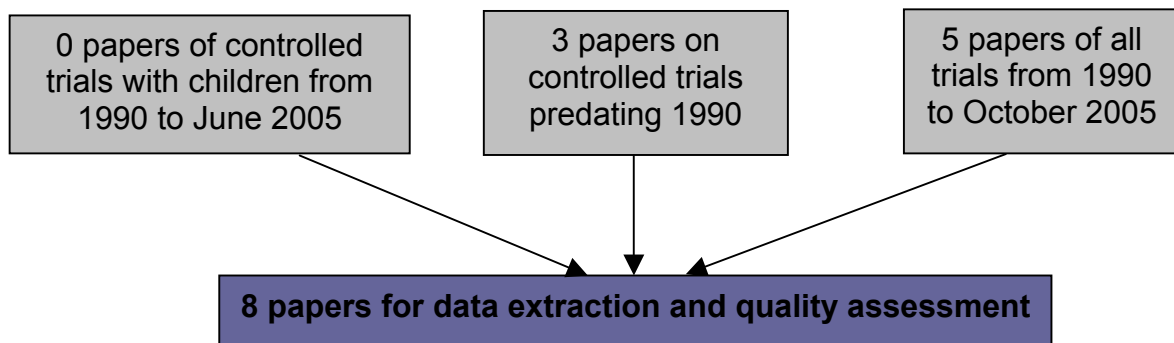 0 papers of controlled
trials with children from
1990 to June 2005
3 papers on
controlled trials
predating 1990
5 papers of all
trials from 1990
to October 2005
8 papers for data extraction and quality assessment